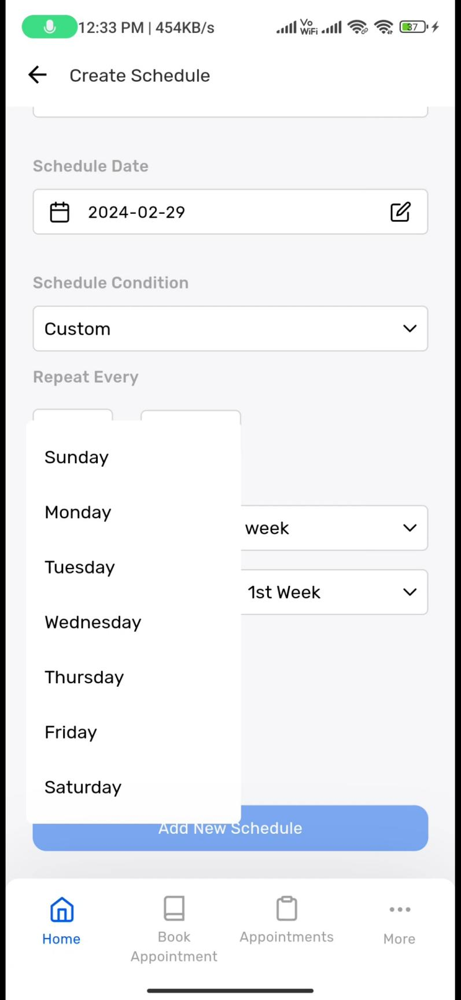 12:33 PM | 454KB/s Vo WiFi 37
Create Schedule
Schedule Date
2024-02-29
Schedule Condition
Custom
Repeat Every
Sunday
Monday
week
Tuesday
1st Week
Wednesday
Thursday
Friday
Saturday
Add New Schedule
Home
Book
Appointment
Appointments
More